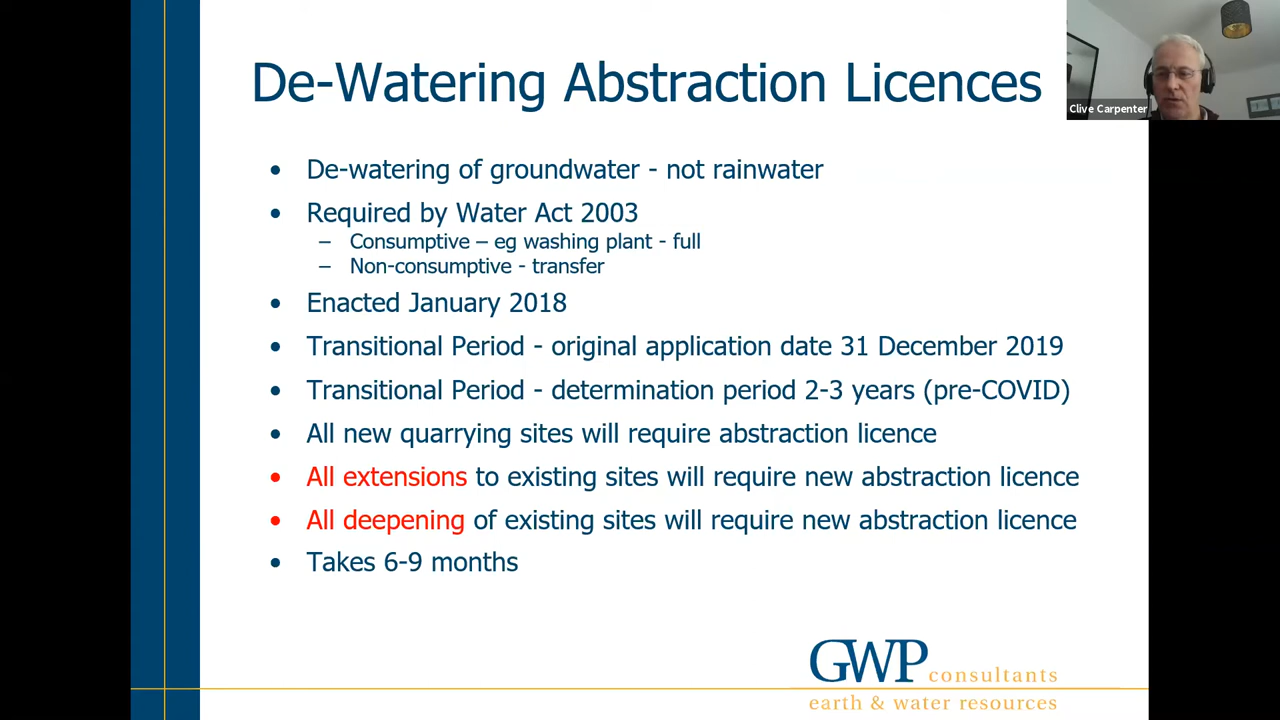 De-Watering Abstraction Licences
Clive Carpenter
• De-watering of groundwater - not rainwater
• Required by Water Act 2003
– Consumptive – eg washing plant - full
– Non-consumptive - transfer
• Enacted January 2018
• Transitional Period - original application date 31 December 2019
• Transitional Period - determination period 2-3 years (pre-COVID)
• All new quarrying sites will require abstraction licence
• All extensions to existing sites will require new abstraction licence
• All deepening of existing sites will require new abstraction licence
• Takes 6-9 months
GWP consultants
earth & water resources